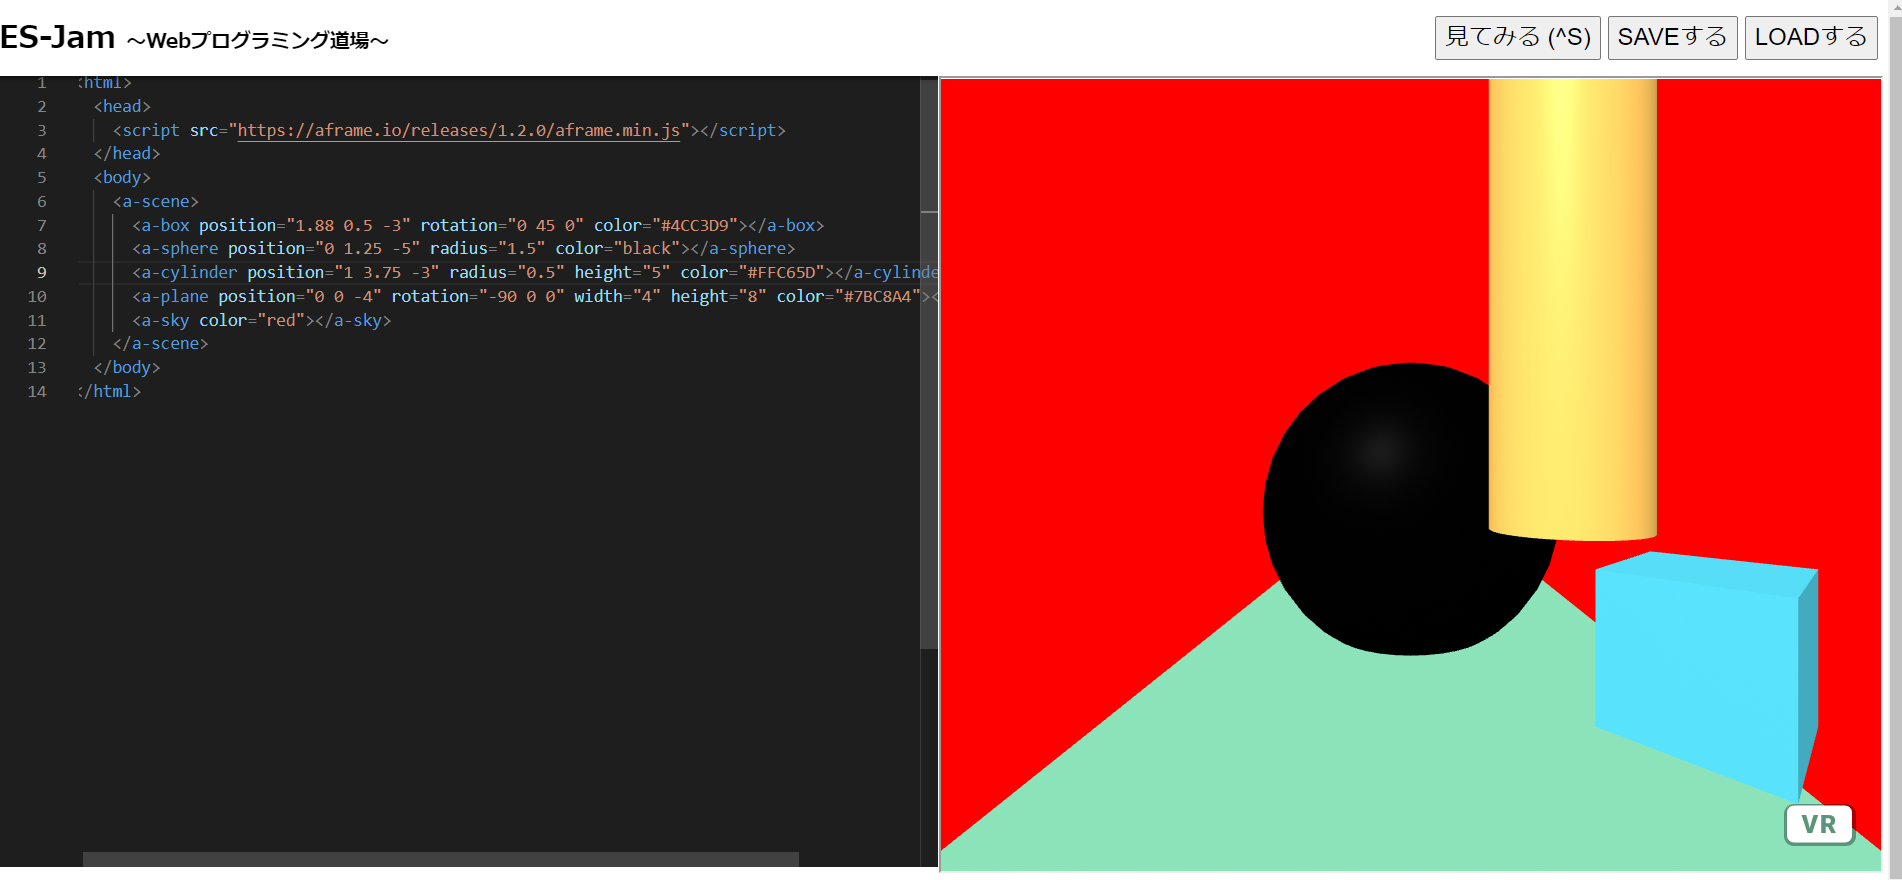 ES-Jam ～Webプログラミング道場～
見てみる (^S) SAVEする LOADする
1 <html>
2 <head>
3 <script src="https://aframe.io/releases/1.2.0/aframe.min.js"></script>
4 </head>
5 <body>
6 <a-scene>
7 <a-box position="1.88 0.5 -3" rotation="0 45 0" color="#4CC3D9"></a-box>
8 <a-sphere position="0 1.25 -5" radius="1.5" color="black"></a-sphere>
9 <a-cylinder position="1 3.75 -3" radius="0.5" height="5" color="#FFC65D"></a-cylinde
10 <a-plane position="0 0 -4" rotation="-90 0 0" width="4" height="8" color="#7BC8A4"><
11 <a-sky color="red"></a-sky>
12 </a-scene>
13 </body>
14 </html>
VR